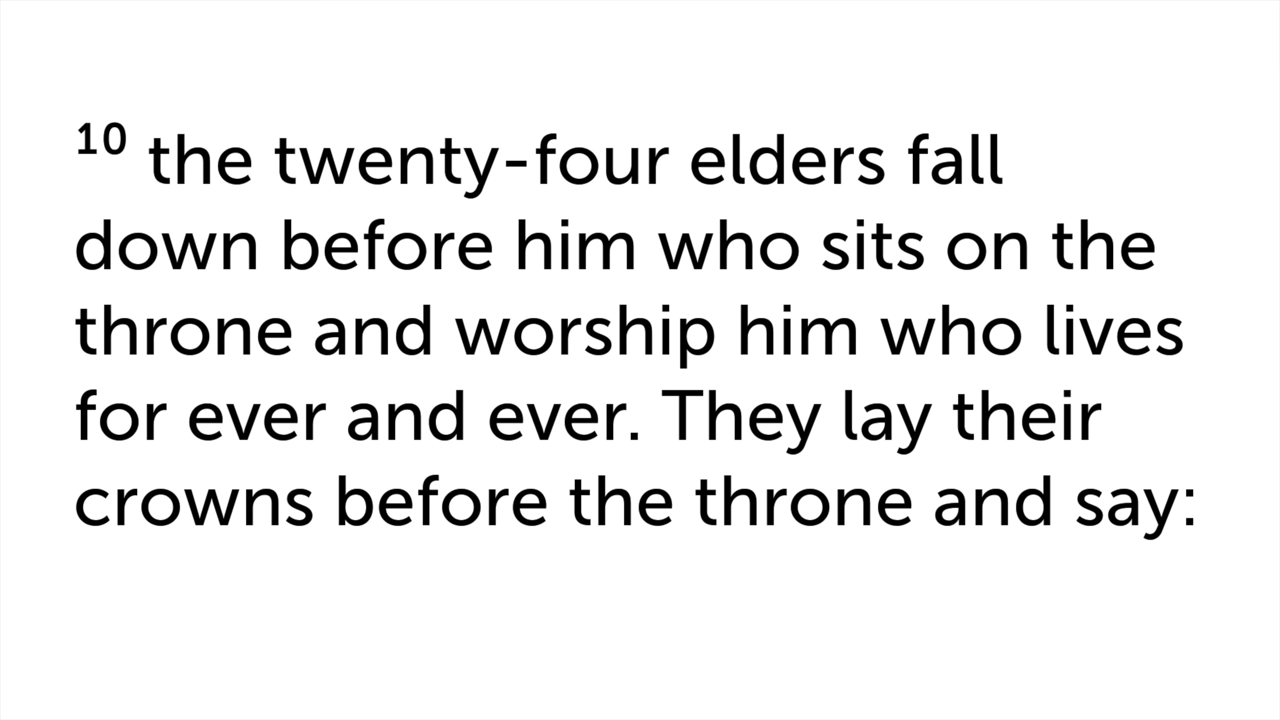 10 the twenty-four elders fall
down before him who sits on the
throne and worship him who lives
for ever and ever. They lay their
crowns before the throne and say: